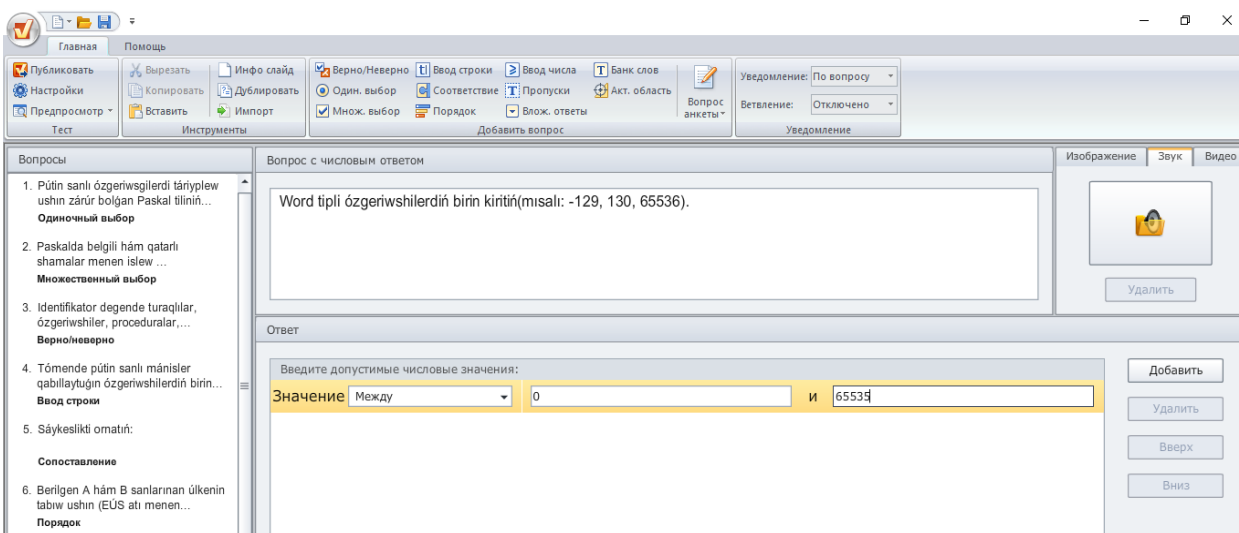 Главная Помощь
Публиковать Вырезать Инфо слайд Верно/Неверно Ввод строки Ввод числа Банк слов Уведомление: По вопросу
Настройки Копировать Дублировать Один. выбор Соответствие Пропуски Акт. область Вопрос анкеты Ветвление: Отключено
Предпросмотр Вставить Импорт Множ. выбор Порядок Влож. ответы
Тест Инструменты Добавить вопрос Уведомление
Вопросы
1. Pútin sanlı ózgeriwsgilerdi táriyplew
ushın zárúr bolǵan Paskal tiliniń...
Одиночный выбор
2. Paskalda belgili hám qatarlı
shamalar menen islew ...
Множественный выбор
3. Identifikator degende turaqlılar,
ózgeriwshiler, proceduralar,...
Верно/неверно
4. Tómende pútin sanlı mánisler
qabıllaytuģın ózgeriwshilerdiń birin...
Ввод строки
5. Sáykeslikti ornatıń:
Сопоставление
6. Berilgen A hám B sanlarınan úlkenin
tabıw ushın (EÚS atı menen...
Порядок
Вопрос с числовым ответом
Word tipli ózgeriwshilerdiń birin kiritiń(mısalı: -129, 130, 65536).
Ответ
Введите допустимые числовые значения:
Значение Между 0 и 65535
Изображение Звук Видео
Удалить
Добавить
Удалить
Вверх
Вниз